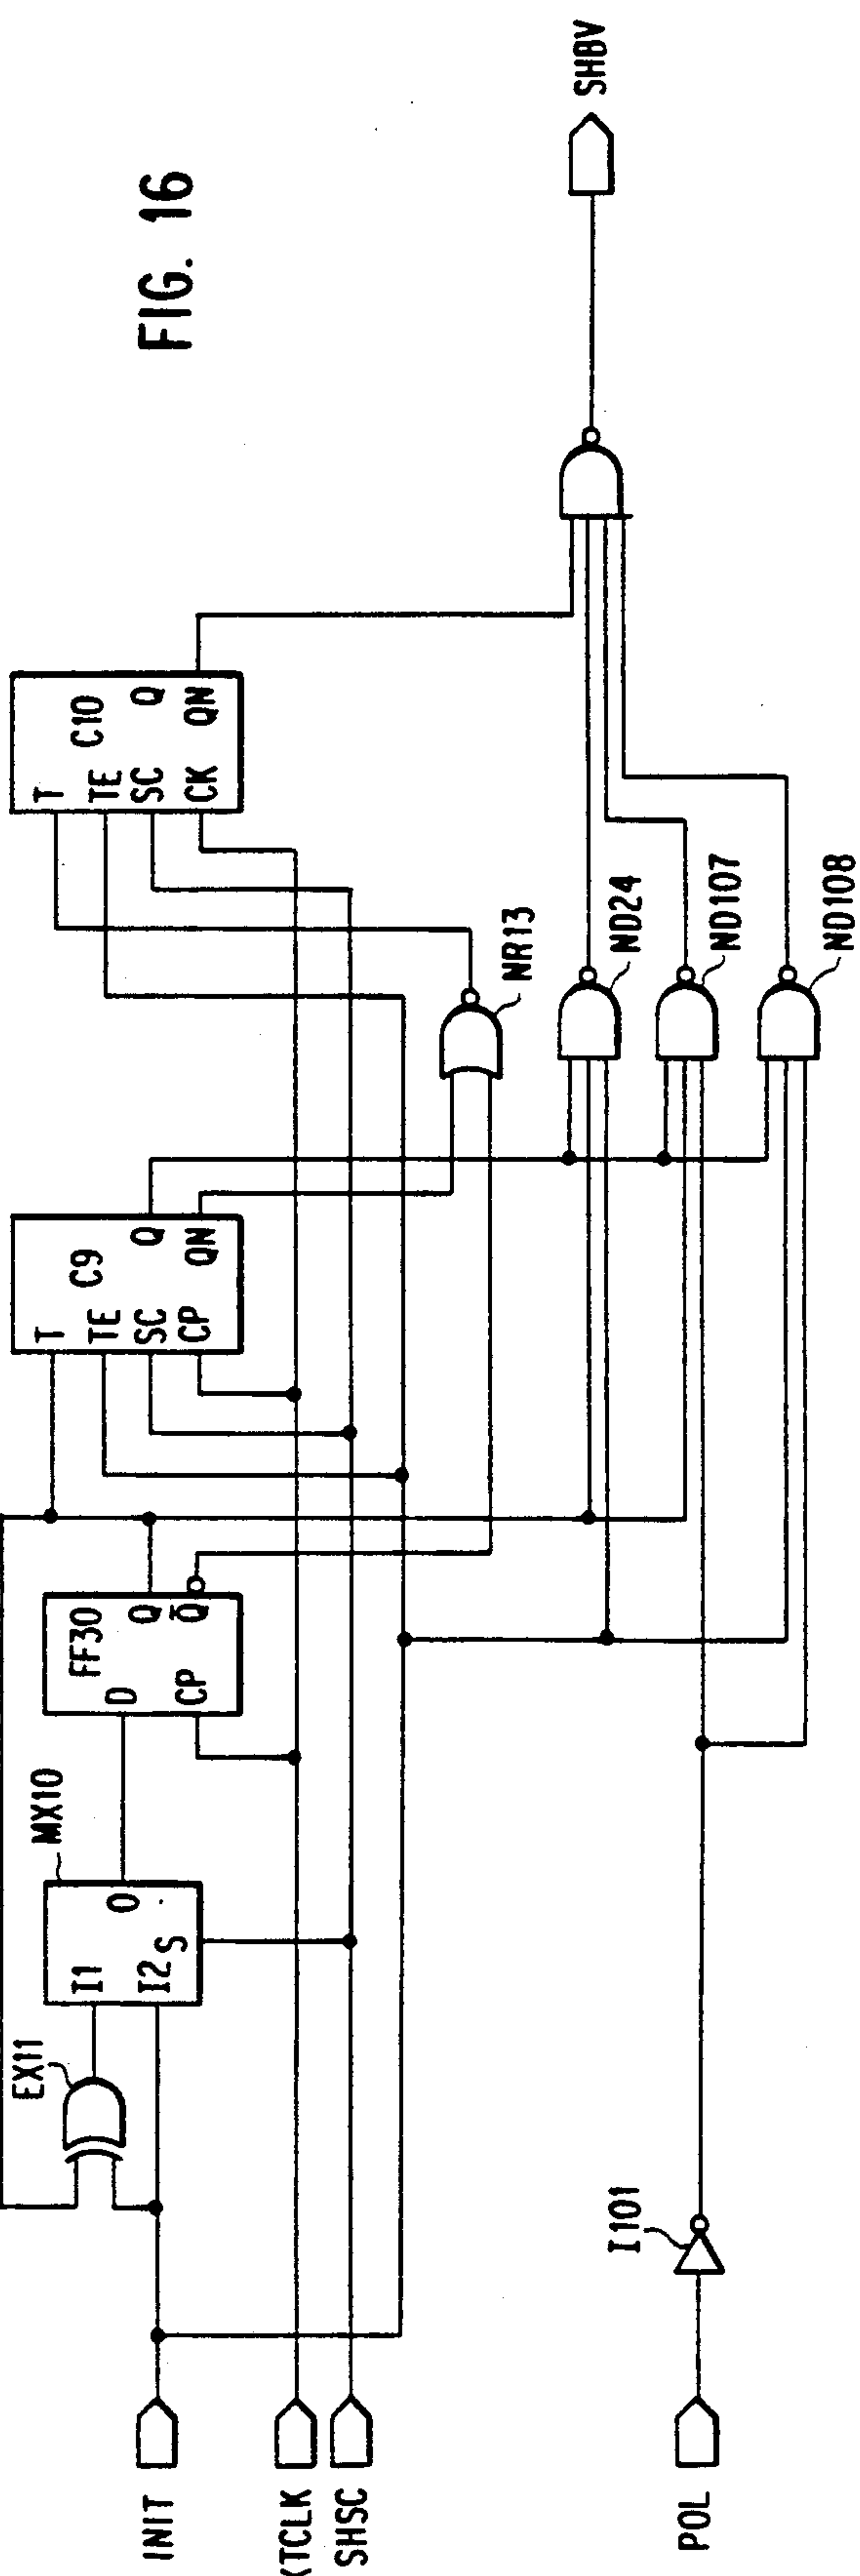 FIG. 16
EX11
MX10
I1
I2
S
O
FF30
D
CP
Q
Q̅
C9
T
TE
SC
CP
Q
QN
C10
T
TE
SC
CK
Q
QN
NR13
ND24
ND107
ND108
I101
INIT
XTCLK
SHSC
POL
SHBV